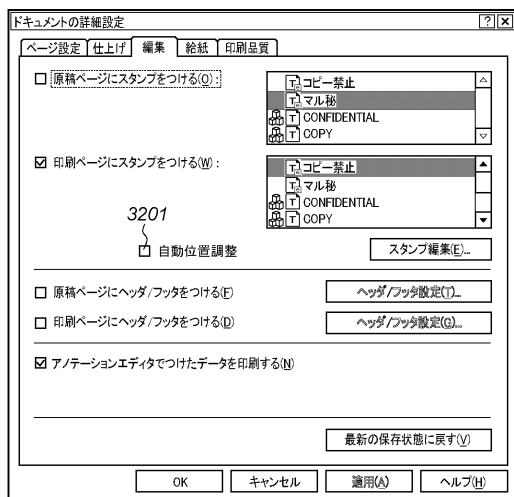 ドキュメントの詳細設定
ページ設定 仕上げ 編集 給紙 印刷品質
原稿ページにスタンプをつける(O):
コピー禁止
マル秘
CONFIDENTIAL
COPY
印刷ページにスタンプをつける(W):
コピー禁止
マル秘
CONFIDENTIAL
COPY
3201
自動位置調整
スタンプ編集(E)...
原稿ページにヘッダ/フッタをつける(F)
ヘッダ/フッタ設定(T)...
印刷ページにヘッダ/フッタをつける(D)
ヘッダ/フッタ設定(G)...
アノテーションエディタでつけたデータを印刷する(N)
最新の保存状態に戻す(V)
OK キャンセル 適用(A) ヘルプ(H)